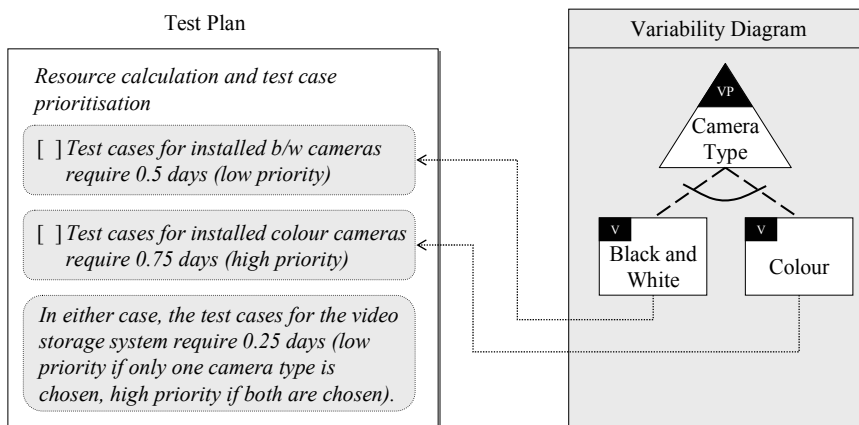 Test Plan
Resource calculation and test case
prioritisation
[ ] Test cases for installed b/w cameras
require 0.5 days (low priority)
[ ] Test cases for installed colour cameras
require 0.75 days (high priority)
In either case, the test cases for the video
storage system require 0.25 days (low
priority if only one camera type is
chosen, high priority if both are chosen).
Variability Diagram
VP
Camera
Type
V
Black and
White
V
Colour